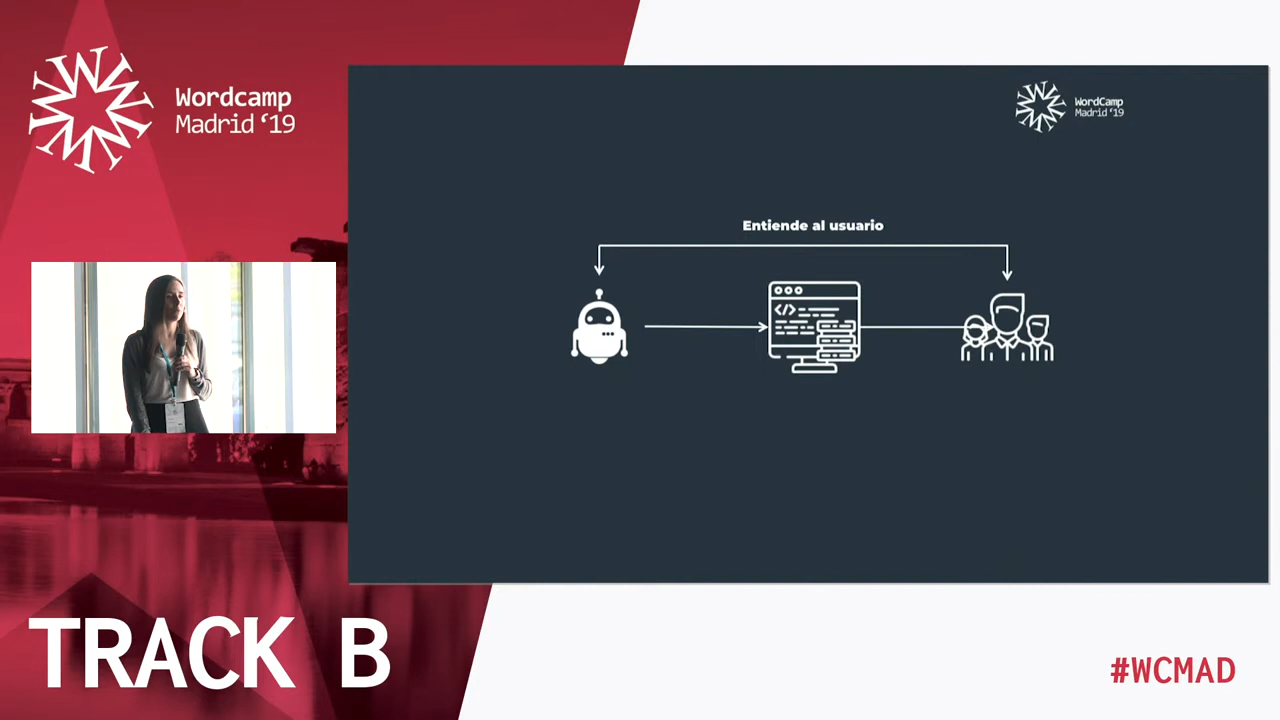 Wordcamp
Madrid ‘19
WordCamp
Madrid ‘19
Entiende al usuario
</>
TRACK B
#WCMAD